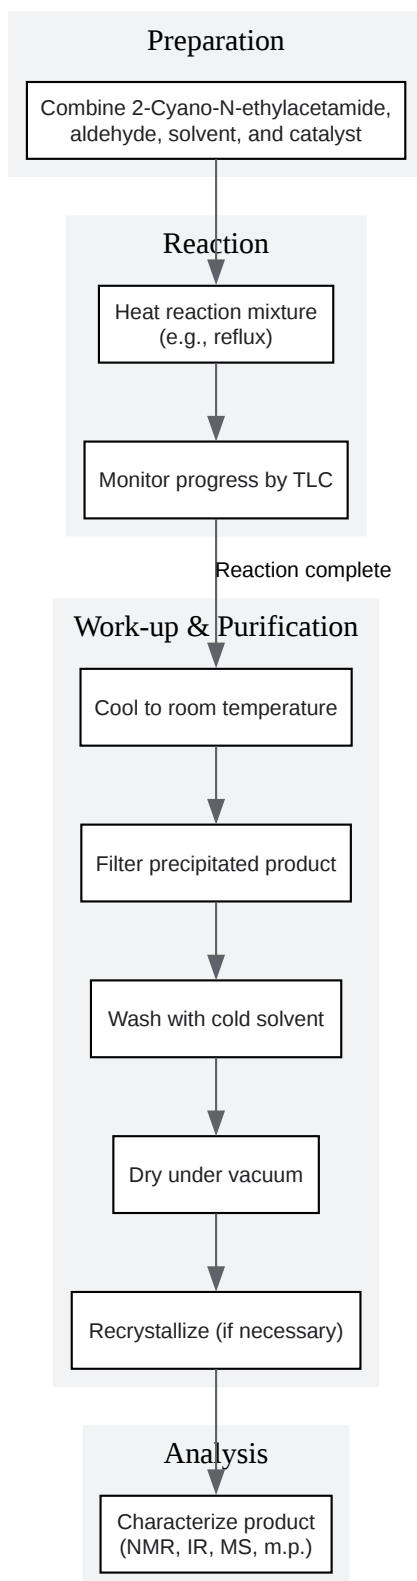 Preparation
Combine 2-Cyano-N-ethylacetamide,
aldehyde, solvent, and catalyst
Reaction
Heat reaction mixture
(e.g., reflux)
Monitor progress by TLC
Reaction complete
Work-up & Purification
Cool to room temperature
Filter precipitated product
Wash with cold solvent
Dry under vacuum
Recrystallize (if necessary)
Analysis
Characterize product
(NMR, IR, MS, m.p.)